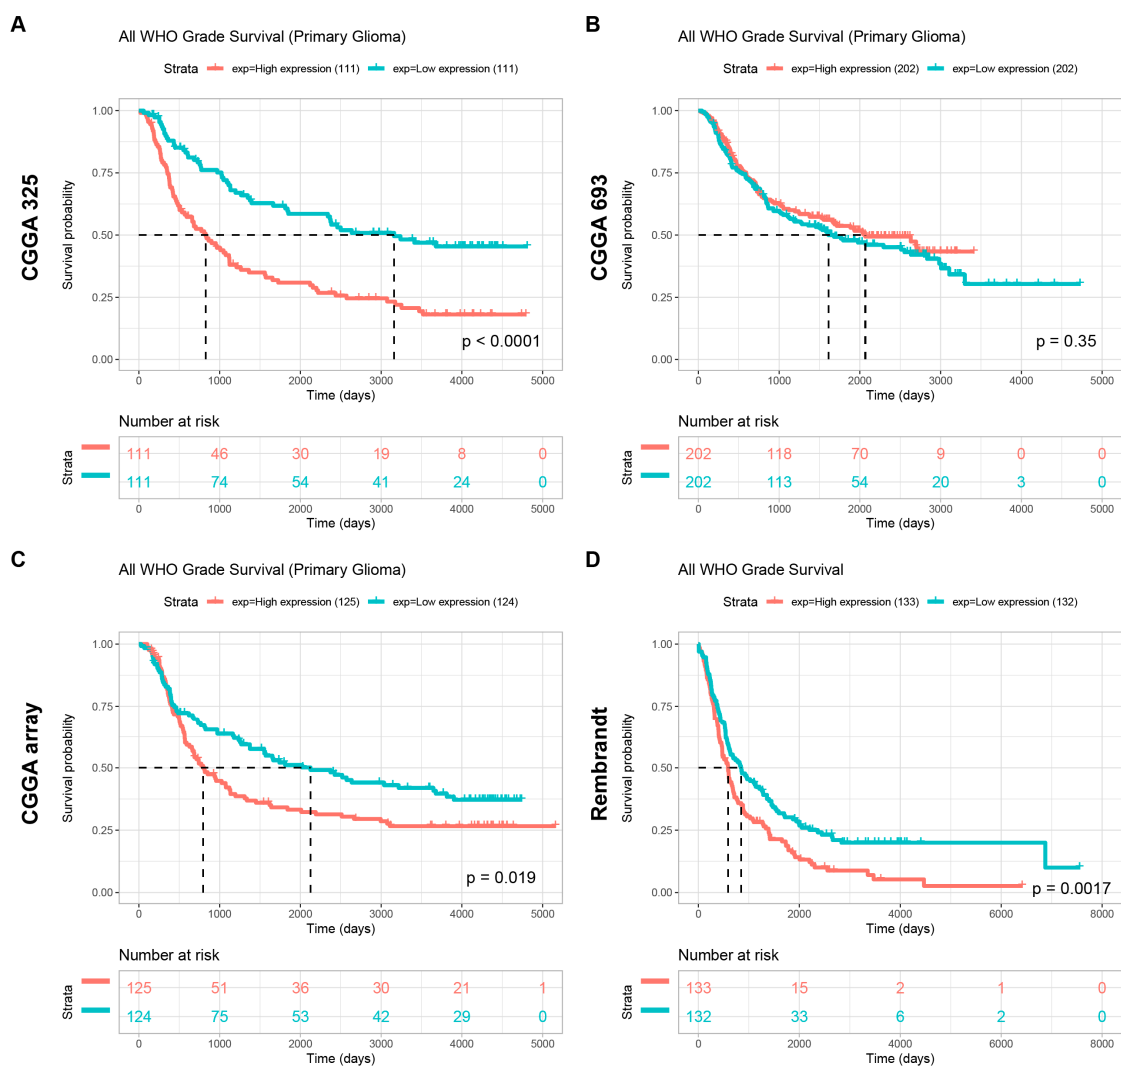 A
All WHO Grade Survival (Primary Glioma)
Strata exp=High expression (111) exp=Low expression (111)
CGGA 325
Survival probability
1.00
0.75
0.50
0.25
0.00
p < 0.0001
0 1000 2000 3000 4000 5000
Time (days)
Number at risk
Strata
111 46 30 19 8 0
111 74 54 41 24 0
0 1000 2000 3000 4000 5000
Time (days)
B
All WHO Grade Survival (Primary Glioma)
Strata exp=High expression (202) exp=Low expression (202)
CGGA 693
Survival probability
1.00
0.75
0.50
0.25
0.00
p = 0.35
0 1000 2000 3000 4000 5000
Time (days)
Number at risk
Strata
202 118 70 9 0 0
202 113 54 20 3 0
0 1000 2000 3000 4000 5000
Time (days)
C
All WHO Grade Survival (Primary Glioma)
Strata exp=High expression (125) exp=Low expression (124)
CGGA array
Survival probability
1.00
0.75
0.50
0.25
0.00
p = 0.019
0 1000 2000 3000 4000 5000
Time (days)
Number at risk
Strata
125 51 36 30 21 1
124 75 53 42 29 0
0 1000 2000 3000 4000 5000
Time (days)
D
All WHO Grade Survival
Strata exp=High expression (133) exp=Low expression (132)
Rembrandt
Survival probability
1.00
0.75
0.50
0.25
0.00
p = 0.0017
0 2000 4000 6000 8000
Time (days)
Number at risk
Strata
133 15 2 1 0
132 33 6 2 0
0 2000 4000 6000 8000
Time (days)